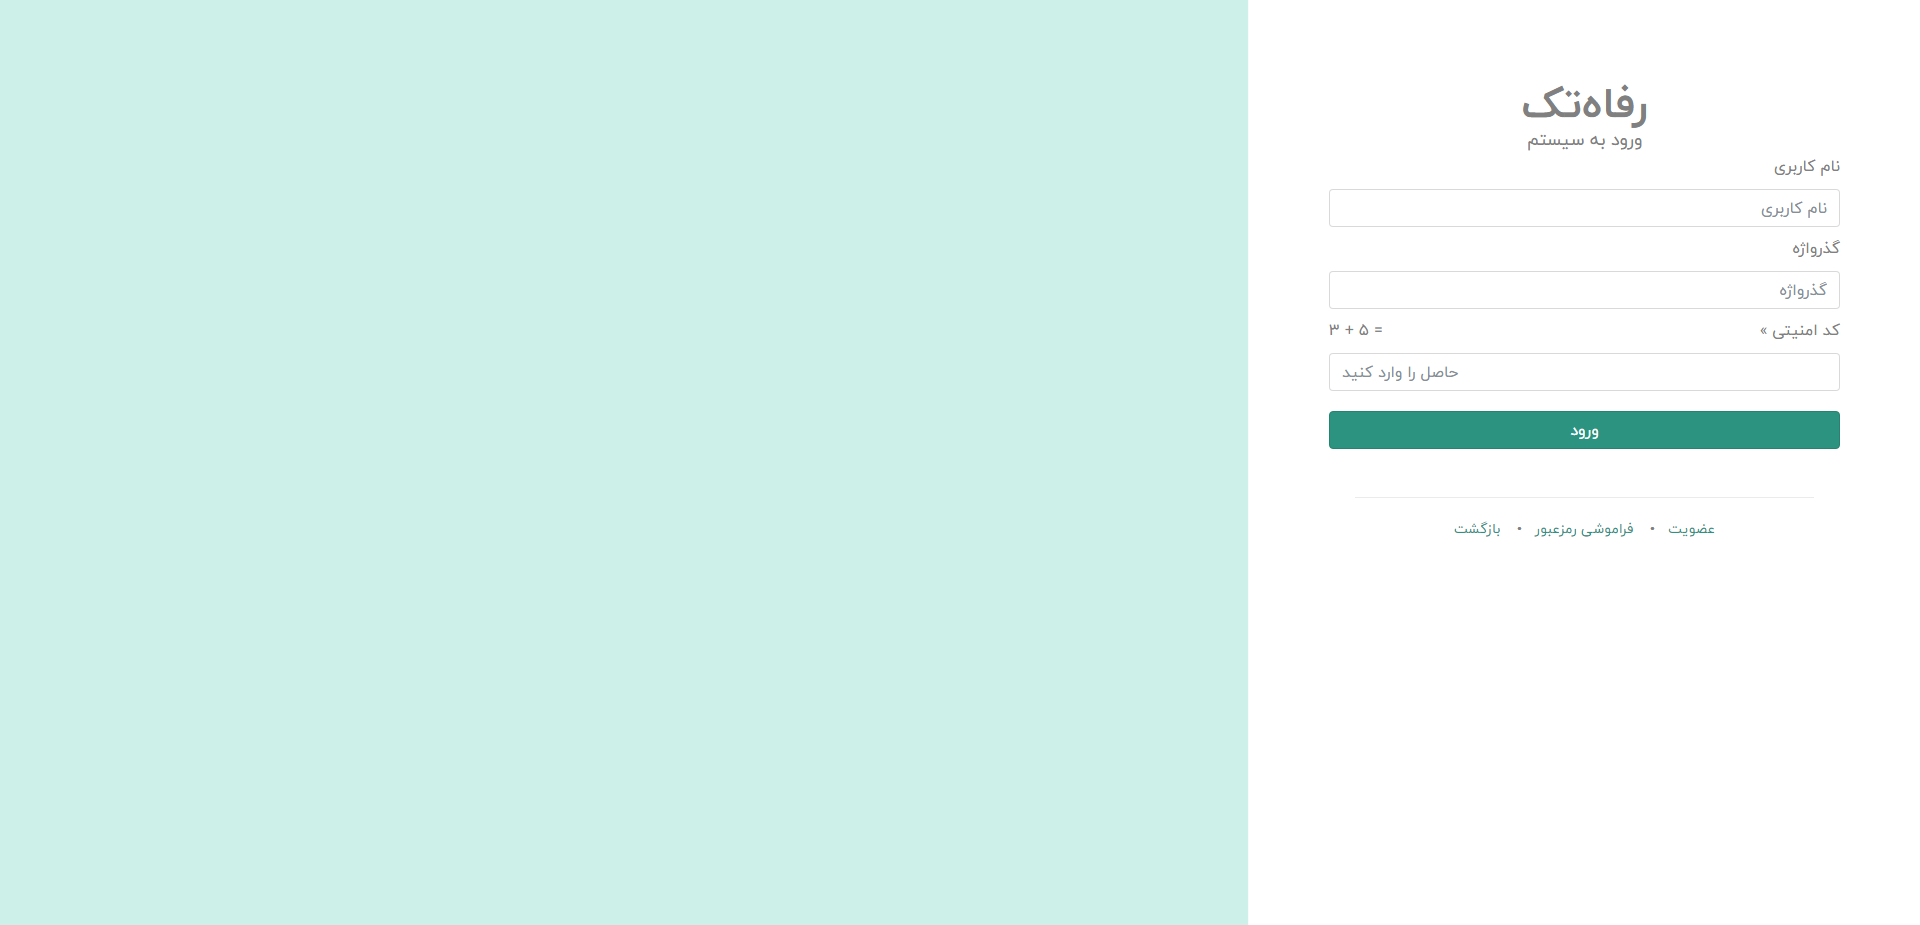 رفاه‌تک
ورود به سیستم
نام کاربری
نام کاربری
گذرواژه
گذرواژه
کد امنیتی » ۳ + ۵ =
حاصل را وارد کنید
ورود
عضویت • فراموشی رمزعبور • بازگشت